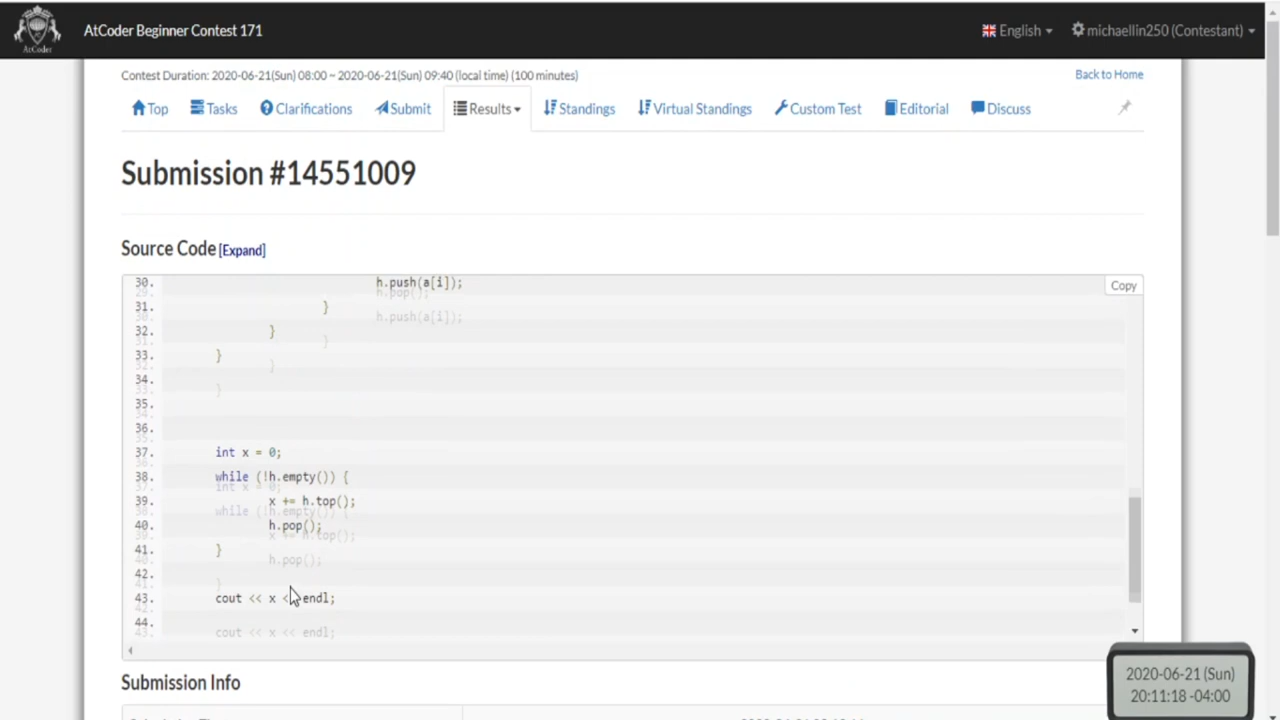 AtCoder
AtCoder Beginner Contest 171
English
michaellin250 (Contestant)
Contest Duration: 2020-06-21(Sun) 08:00 ~ 2020-06-21(Sun) 09:40 (local time) (100 minutes)
Back to Home
Top
Tasks
Clarifications
Submit
Results
Standings
Virtual Standings
Custom Test
Editorial
Discuss
Submission #14551009
Source Code [Expand]
Copy
30. h.push(a[i]);
31. }
32. }
33. }
34.
35.
36.
37. int x = 0;
38. while (!h.empty()) {
39. x += h.top();
40. h.pop();
41. }
42.
43. cout << x << endl;
44.
Submission Info
2020-06-21 (Sun)
20:11:18 -04:00